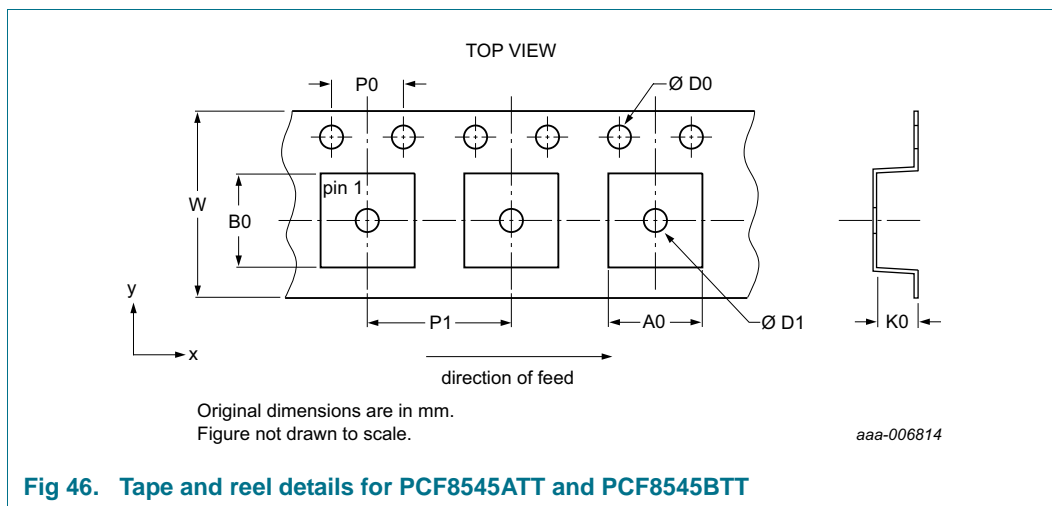 TOP VIEW
P0
Ø D0
pin 1
W
B0
y
x
P1
A0
Ø D1
K0
direction of feed
Original dimensions are in mm.
Figure not drawn to scale.
aaa-006814
Fig 46. Tape and reel details for PCF8545ATT and PCF8545BTT